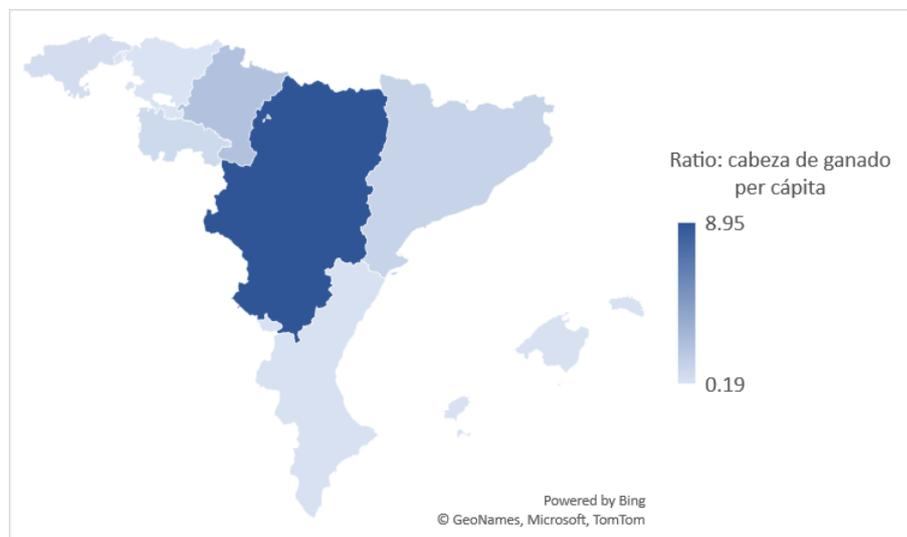 Ratio: cabeza de ganado
per cápita
8.95
0.19
Powered by Bing
© GeoNames, Microsoft, TomTom